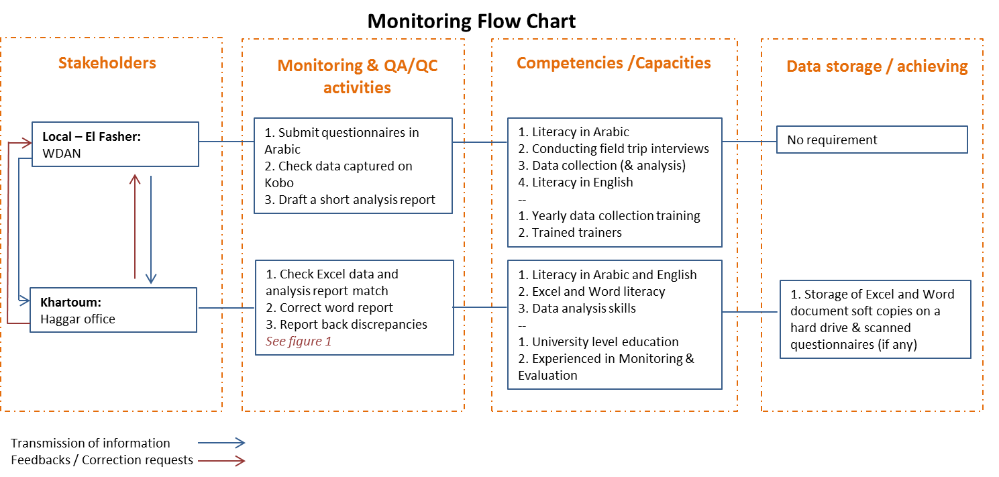 Monitoring Flow Chart
Stakeholders
Monitoring & QA/QC
activities
Competencies /Capacities
Data storage / achieving
Local – El Fasher:
WDAN
1. Submit questionnaires in
Arabic
2. Check data captured on
Kobo
3. Draft a short analysis report
1. Literacy in Arabic
2. Conducting field trip interviews
3. Data collection (& analysis)
4. Literacy in English
--
1. Yearly data collection training
2. Trained trainers
No requirement
Khartoum:
Haggar office
1. Check Excel data and
analysis report match
2. Correct word report
3. Report back discrepancies
See figure 1
1. Literacy in Arabic and English
2. Excel and Word literacy
3. Data analysis skills
--
1. University level education
2. Experienced in Monitoring &
Evaluation
1. Storage of Excel and Word
document soft copies on a
hard drive & scanned
questionnaires (if any)
Transmission of information
Feedbacks / Correction requests